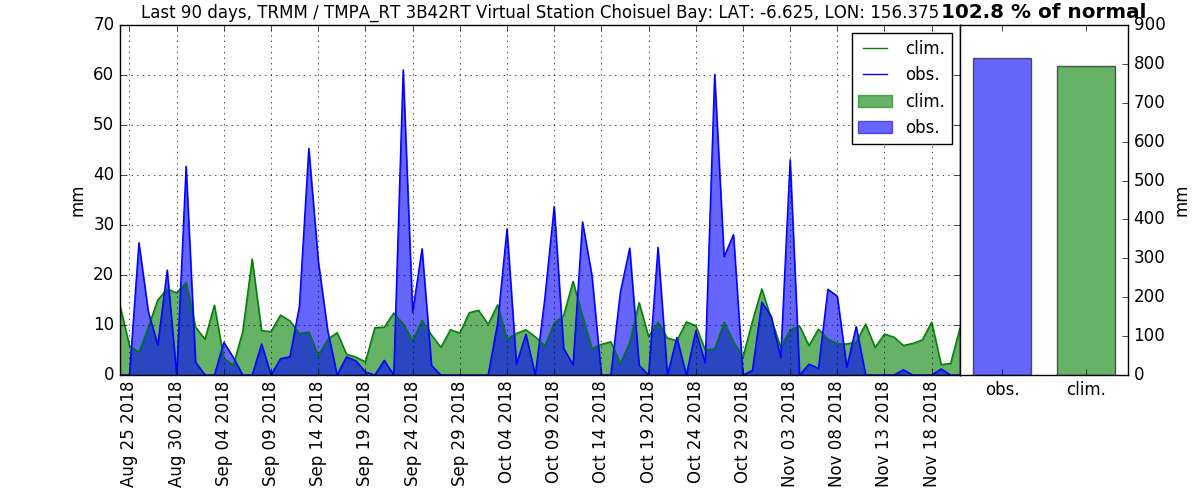 Last 90 days, TRMM / TMPA_RT 3B42RT Virtual Station Choisuel Bay: LAT: -6.625, LON: 156.375
102.8 % of normal
70
60
50
40
30
20
10
0
mm
clim.
obs.
clim.
obs.
Aug 25 2018
Aug 30 2018
Sep 04 2018
Sep 09 2018
Sep 14 2018
Sep 19 2018
Sep 24 2018
Sep 29 2018
Oct 04 2018
Oct 09 2018
Oct 14 2018
Oct 19 2018
Oct 24 2018
Oct 29 2018
Nov 03 2018
Nov 08 2018
Nov 13 2018
Nov 18 2018
900
800
700
600
500
400
300
200
100
0
mm
obs.
clim.